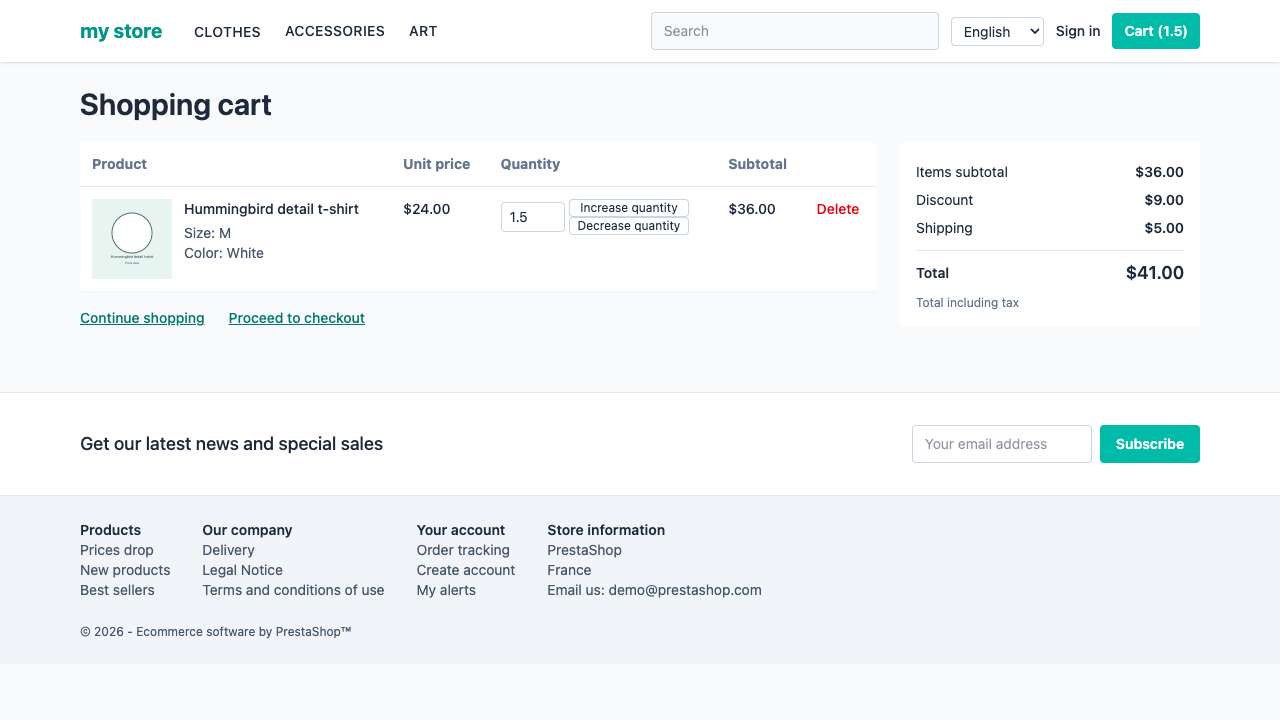 my store
CLOTHES
ACCESSORIES
ART
Search
English
Sign in
Cart (1.5)
Shopping cart
Product
Unit price
Quantity
Subtotal
Hummingbird detail t-shirt
Hummingbird detail t-shirt
Size: M
Color: White
$24.00
1.5
Increase quantity
Decrease quantity
$36.00
Delete
Continue shopping
Proceed to checkout
Items subtotal
$36.00
Discount
$9.00
Shipping
$5.00
Total
$41.00
Total including tax
Get our latest news and special sales
Your email address
Subscribe
Products
Prices drop
New products
Best sellers
Our company
Delivery
Legal Notice
Terms and conditions of use
Your account
Order tracking
Create account
My alerts
Store information
PrestaShop
France
Email us: demo@prestashop.com
© 2026 - Ecommerce software by PrestaShop™